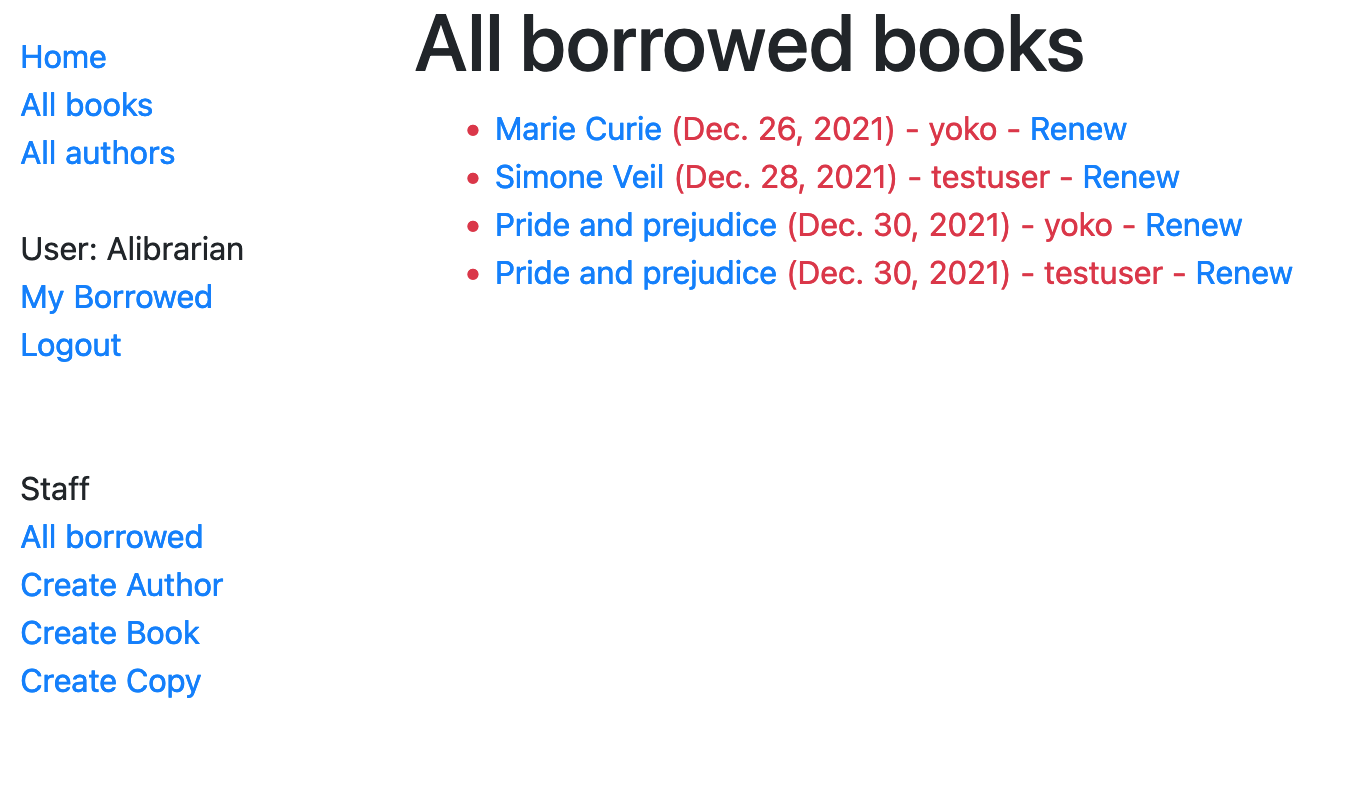 Home
All books
All authors
User: Alibrarian
My Borrowed
Logout
Staff
All borrowed
Create Author
Create Book
Create Copy
All borrowed books
Marie Curie (Dec. 26, 2021) - yoko - Renew
Simone Veil (Dec. 28, 2021) - testuser - Renew
Pride and prejudice (Dec. 30, 2021) - yoko - Renew
Pride and prejudice (Dec. 30, 2021) - testuser - Renew